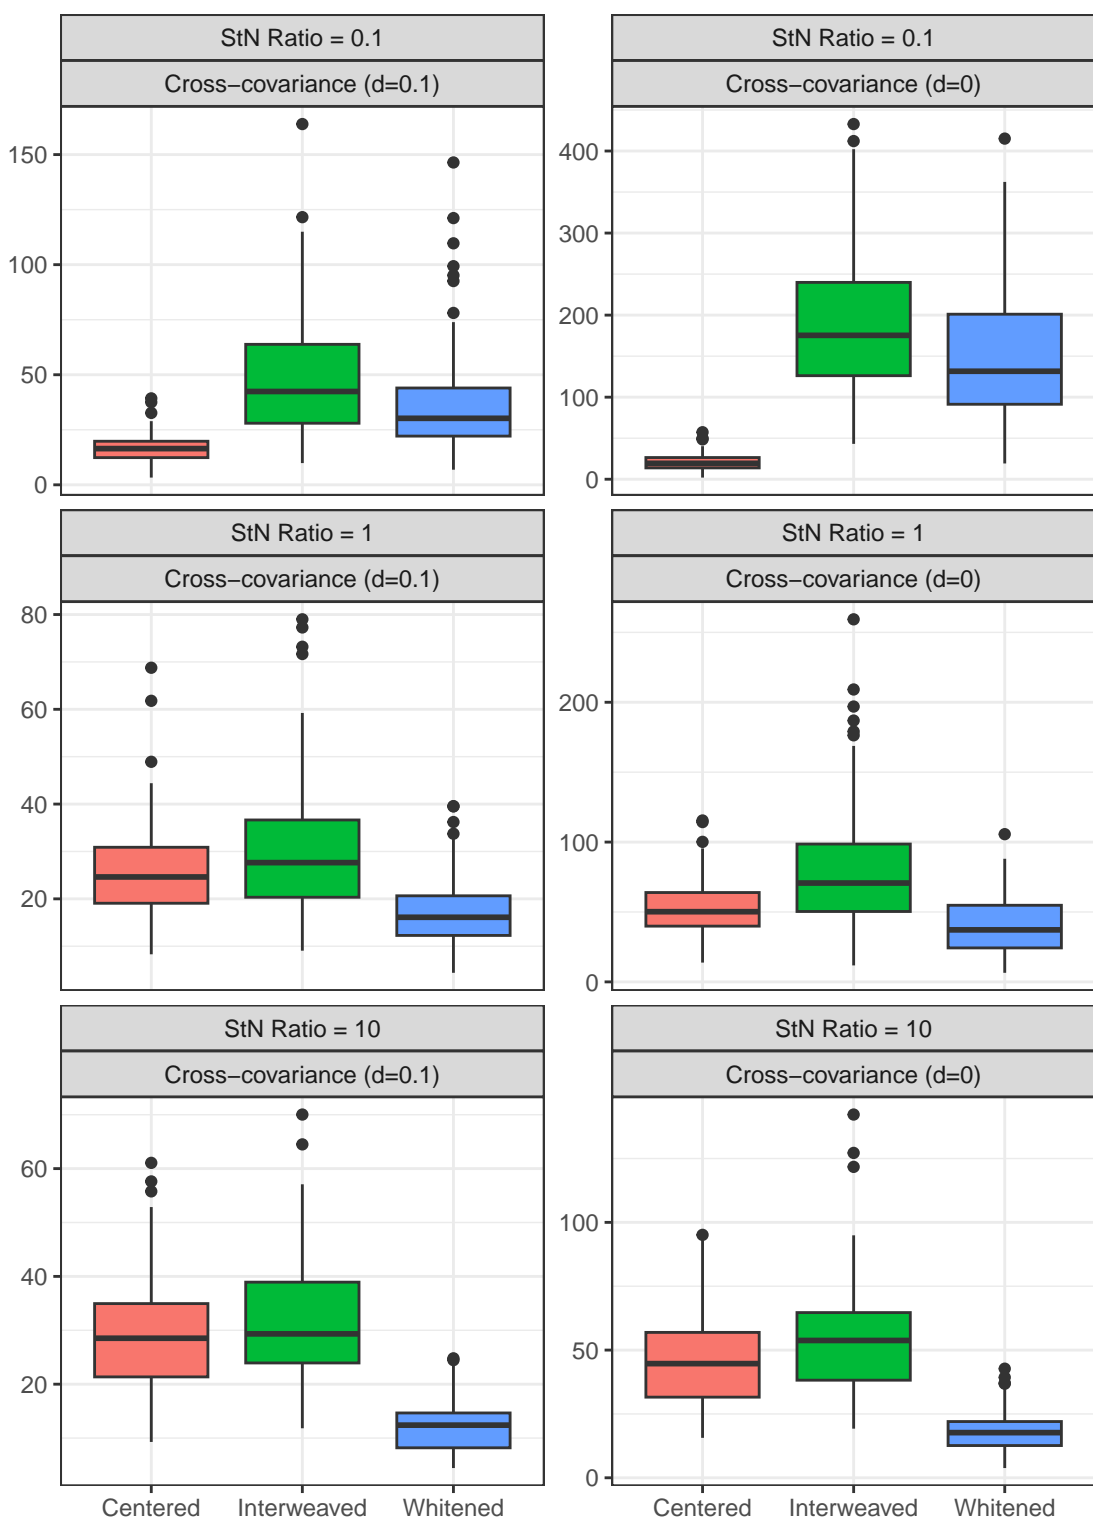 StN Ratio = 0.1
Cross−covariance (d=0.1)
150
100
50
0
StN Ratio = 0.1
Cross−covariance (d=0)
400
300
200
100
0
StN Ratio = 1
Cross−covariance (d=0.1)
80
60
40
20
StN Ratio = 1
Cross−covariance (d=0)
200
100
0
StN Ratio = 10
Cross−covariance (d=0.1)
60
40
20
Centered Interweaved Whitened
StN Ratio = 10
Cross−covariance (d=0)
100
50
0
Centered Interweaved Whitened